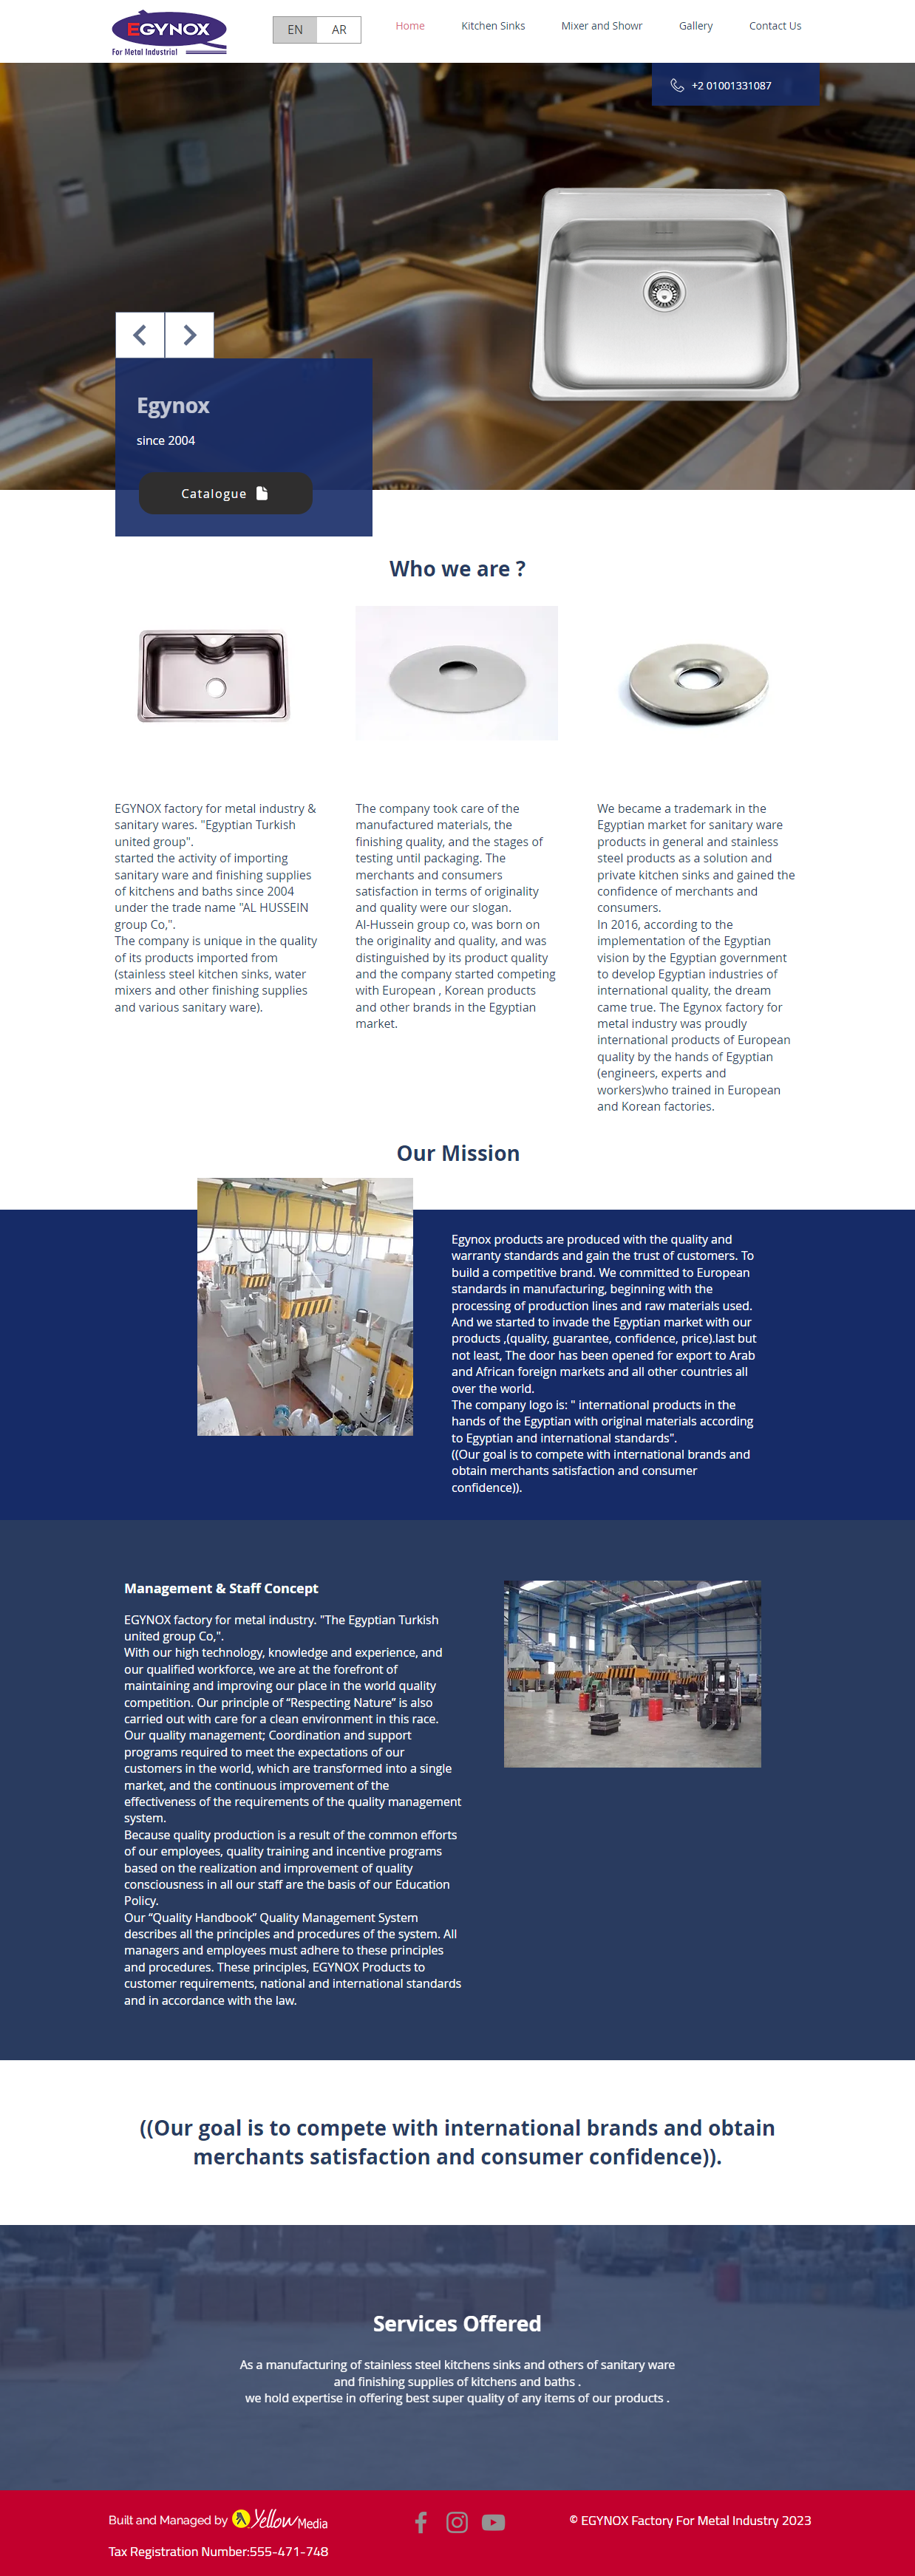 EGYNOX
For Metal Industrial
EN
AR
Home
Kitchen Sinks
Mixer and Showr
Gallery
Contact Us
+2 01001331087
Egynox
since 2004
Catalogue
Who we are ?
EGYNOX factory for metal industry &
sanitary wares. "Egyptian Turkish
united group".
started the activity of importing
sanitary ware and finishing supplies
of kitchens and baths since 2004
under the trade name "AL HUSSEIN
group Co,".
The company is unique in the quality
of its products imported from
(stainless steel kitchen sinks, water
mixers and other finishing supplies
and various sanitary ware).
The company took care of the
manufactured materials, the
finishing quality, and the stages of
testing until packaging. The
merchants and consumers
satisfaction in terms of originality
and quality were our slogan.
Al-Hussein group co, was born on
the originality and quality, and was
distinguished by its product quality
and the company started competing
with European , Korean products
and other brands in the Egyptian
market.
We became a trademark in the
Egyptian market for sanitary ware
products in general and stainless
steel products as a solution and
private kitchen sinks and gained the
confidence of merchants and
consumers.
In 2016, according to the
implementation of the Egyptian
vision by the Egyptian government
to develop Egyptian industries of
international quality, the dream
came true. The Egynox factory for
metal industry was proudly
international products of European
quality by the hands of Egyptian
(engineers, experts and
workers)who trained in European
and Korean factories.
Our Mission
Egynox products are produced with the quality and
warranty standards and gain the trust of customers. To
build a competitive brand. We committed to European
standards in manufacturing, beginning with the
processing of production lines and raw materials used.
And we started to invade the Egyptian market with our
products ,(quality, guarantee, confidence, price).last but
not least, The door has been opened for export to Arab
and African foreign markets and all other countries all
over the world.
The company logo is: " international products in the
hands of the Egyptian with original materials according
to Egyptian and international standards".
((Our goal is to compete with international brands and
obtain merchants satisfaction and consumer
confidence)).
Management & Staff Concept
EGYNOX factory for metal industry. "The Egyptian Turkish
united group Co,".
With our high technology, knowledge and experience, and
our qualified workforce, we are at the forefront of
maintaining and improving our place in the world quality
competition. Our principle of “Respecting Nature” is also
carried out with care for a clean environment in this race.
Our quality management; Coordination and support
programs required to meet the expectations of our
customers in the world, which are transformed into a single
market, and the continuous improvement of the
effectiveness of the requirements of the quality management
system.
Because quality production is a result of the common efforts
of our employees, quality training and incentive programs
based on the realization and improvement of quality
consciousness in all our staff are the basis of our Education
Policy.
Our “Quality Handbook” Quality Management System
describes all the principles and procedures of the system. All
managers and employees must adhere to these principles
and procedures. These principles, EGYNOX Products to
customer requirements, national and international standards
and in accordance with the law.
((Our goal is to compete with international brands and obtain
merchants satisfaction and consumer confidence)).
Services Offered
As a manufacturing of stainless steel kitchens sinks and others of sanitary ware
and finishing supplies of kitchens and baths .
we hold expertise in offering best super quality of any items of our products .
Built and Managed by Yellow Media
© EGYNOX Factory For Metal Industry 2023
Tax Registration Number:555-471-748